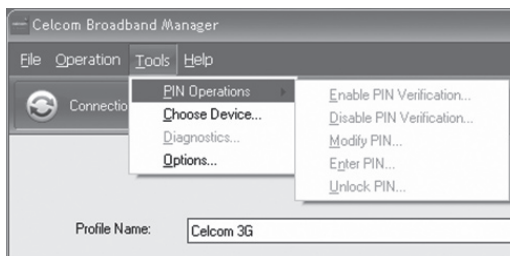 Celcom Broadband Manager
File Operation Tools Help
Connectio
PIN Operations
Choose Device...
Diagnostics...
Options...
Enable PIN Verification...
Disable PIN Verification...
Modify PIN...
Enter PIN...
Unlock PIN...
Profile Name: Celcom 3G